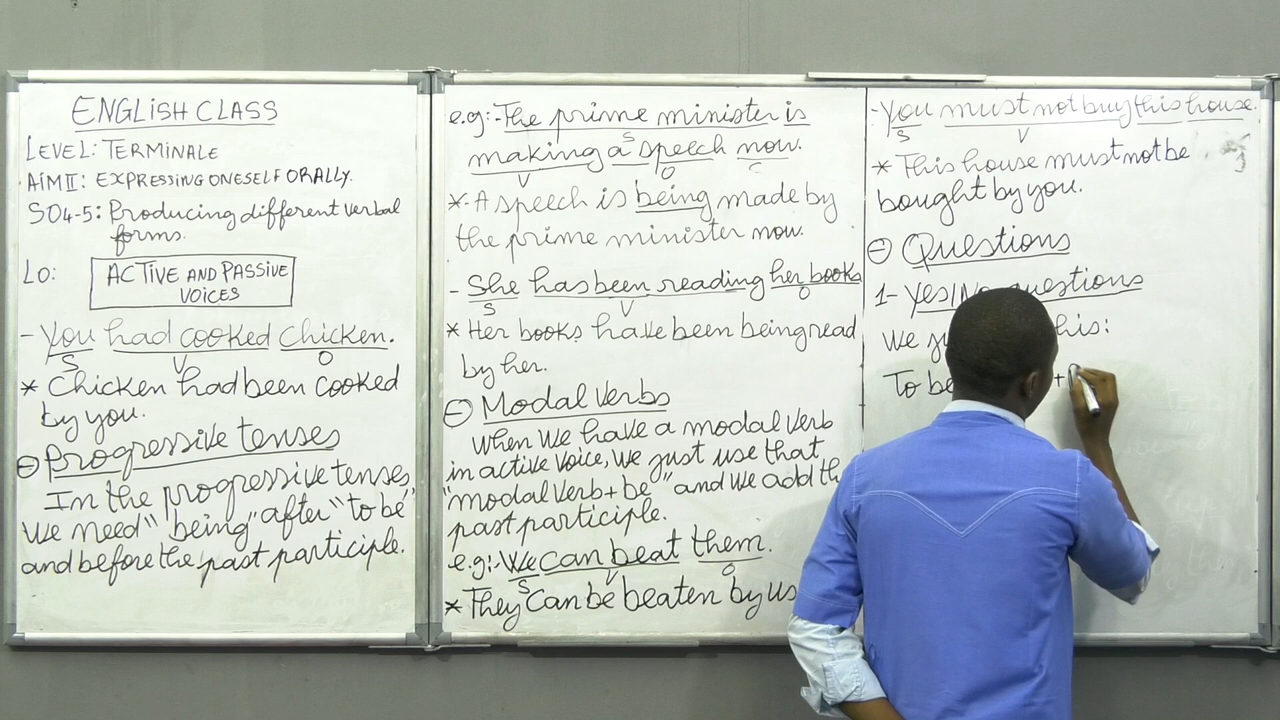 ENGLISH CLASS
LEVEL: TERMINALE
AIM II: EXPRESSING ONESELF ORALLY.
SO4-5: Producing different verbal
forms.
LO: ACTIVE AND PASSIVE
VOICES
- You had cooked chicken.
S V O
* Chicken had been cooked
by you.
⊖ Progressive tenses
In the progressive tenses,
we need "being" after "to be"
and before the past participle.
e.g:- The prime minister is
S
making a speech now.
V O C
*- A speech is being made by
the prime minister now.
- She has been reading her books
S V O
* Her books have been being read
by her.
⊖ Modal verbs
When we have a modal verb
in active voice, we just use that
"modal verb + be" and we add th
past participle.
e.g:- We can beat them.
S V O
* They can be beaten by us
- You must not buy this house.
S V
* This house must not be
bought by you.
⊖ Questions
1- Yes/No questions
We his:
To be +